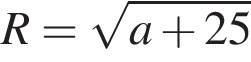 R = √(a + 25)